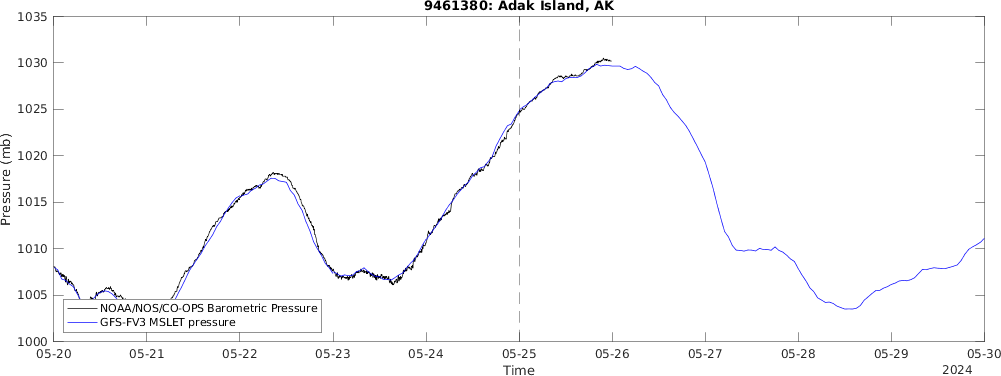 9461380: Adak Island, AK
Pressure (mb)
1035
1030
1025
1020
1015
1010
1005
1000
NOAA/NOS/CO-OPS Barometric Pressure
GFS-FV3 MSLET pressure
05-20 05-21 05-22 05-23 05-24 05-25 05-26 05-27 05-28 05-29 05-30
Time
2024